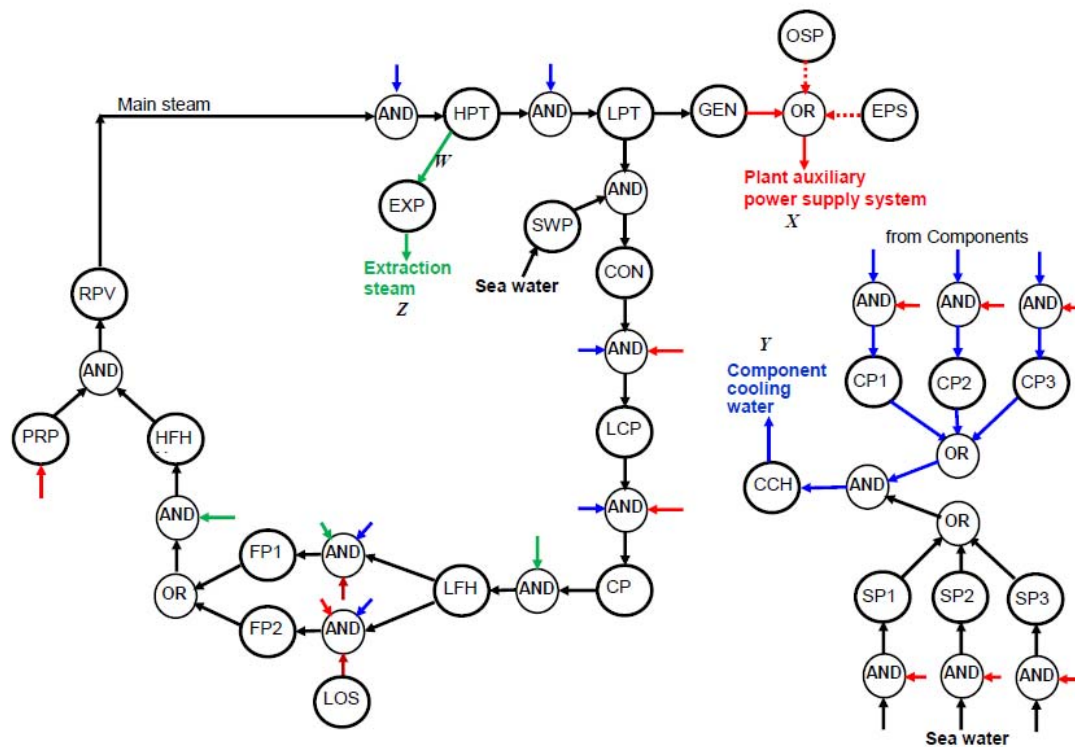 OSP
Main steam
AND
HPT
AND
LPT
GEN
OR
EPS
W
EXP
Extraction
steam
Z
AND
SWP
Sea water
CON
Plant auxiliary
power supply system
X
from Components
AND
AND
AND
RPV
AND
Y
Component
cooling
water
CP1
CP2
CP3
PRP
HFH
LCP
OR
CCH
AND
AND
AND
OR
FP1
AND
OR
LFH
AND
CP
SP1
SP2
SP3
FP2
AND
AND
AND
AND
LOS
Sea water